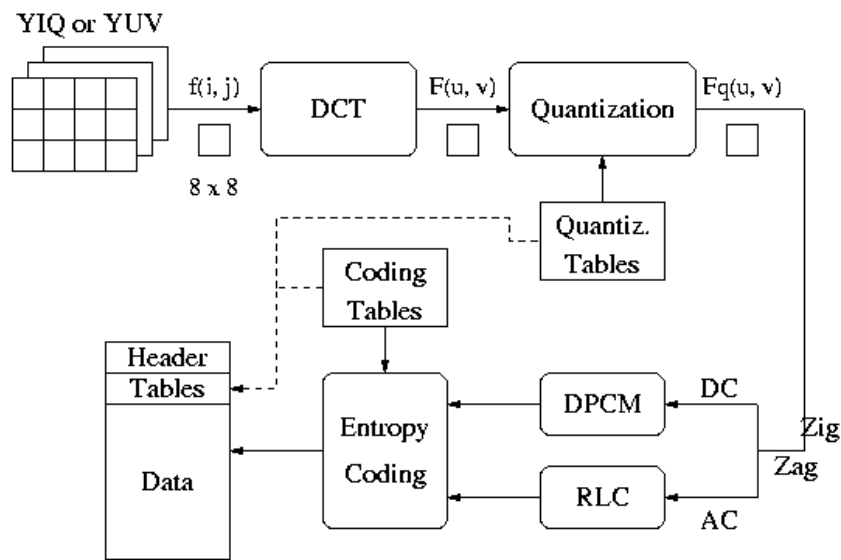 YIQ or YUV
f(i, j)
8 x 8
DCT
F(u, v)
Quantization
Fq(u, v)
Quantiz.
Tables
Coding
Tables
Header
Tables
Data
Entropy
Coding
DPCM
DC
Zig
Zag
RLC
AC